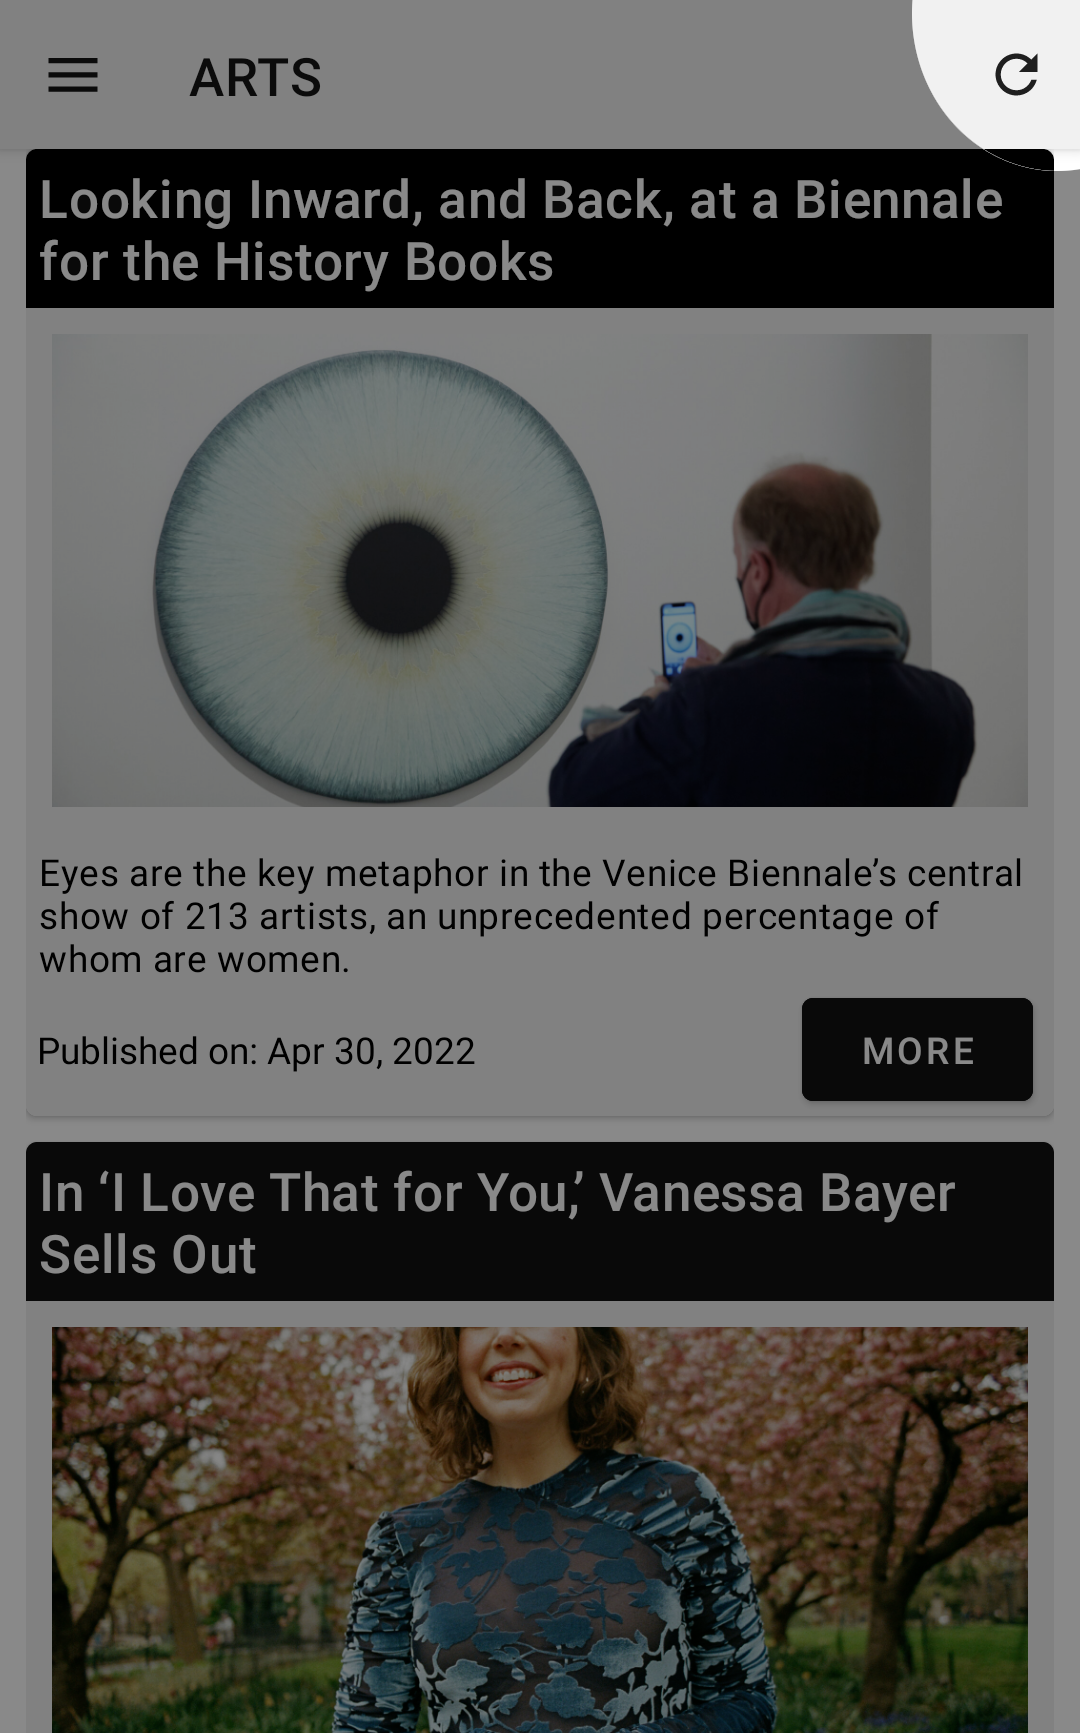 ARTS
Looking Inward, and Back, at a Biennale
for the History Books
Eyes are the key metaphor in the Venice Biennale’s central
show of 213 artists, an unprecedented percentage of
whom are women.
Published on: Apr 30, 2022
MORE
In ‘I Love That for You,’ Vanessa Bayer
Sells Out